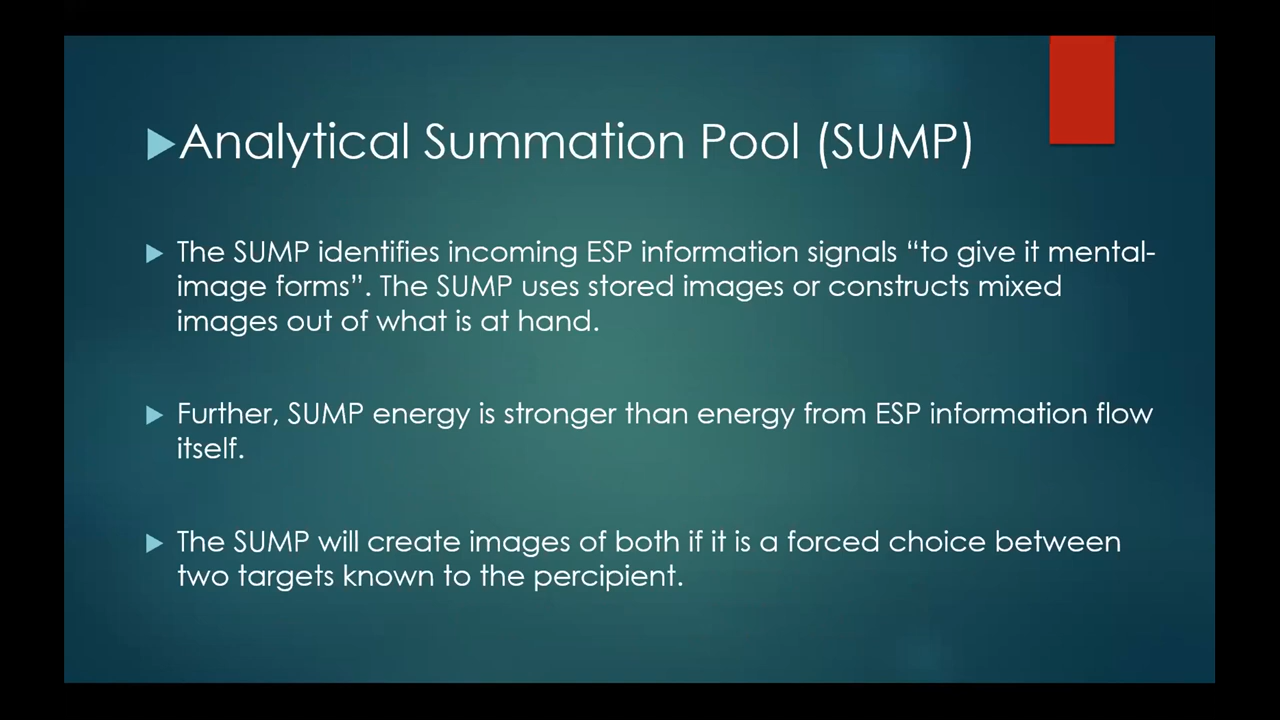 Analytical Summation Pool (SUMP)
The SUMP identifies incoming ESP information signals “to give it mental-
image forms”. The SUMP uses stored images or constructs mixed
images out of what is at hand.
Further, SUMP energy is stronger than energy from ESP information flow
itself.
The SUMP will create images of both if it is a forced choice between
two targets known to the percipient.